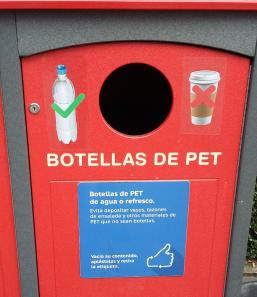 BOTELLAS DE PET
Botellas de PET
de agua o refresco.
Evita depositar vasos, tazones
de ensalada y otros materiales de
PET que no sean botellas.
Vacía su contenido,
aplástalas y retira
la etiqueta.